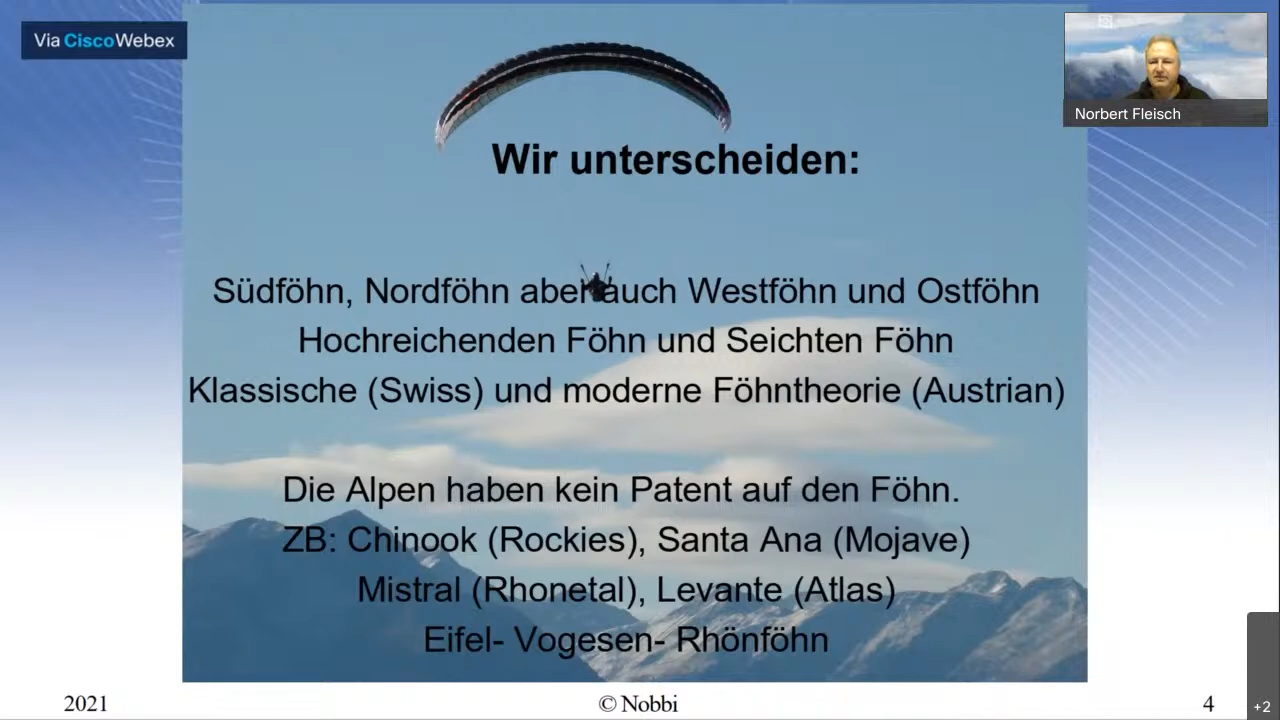 Via Cisco Webex
Norbert Fleisch
Wir unterscheiden:
Südföhn, Nordföhn aber auch Westföhn und Ostföhn
Hochreichenden Föhn und Seichten Föhn
Klassische (Swiss) und moderne Föhntheorie (Austrian)
Die Alpen haben kein Patent auf den Föhn.
ZB: Chinook (Rockies), Santa Ana (Mojave)
Mistral (Rhonetal), Levante (Atlas)
Eifel- Vogesen- Rhönföhn
2021
© Nobbi
4
+2